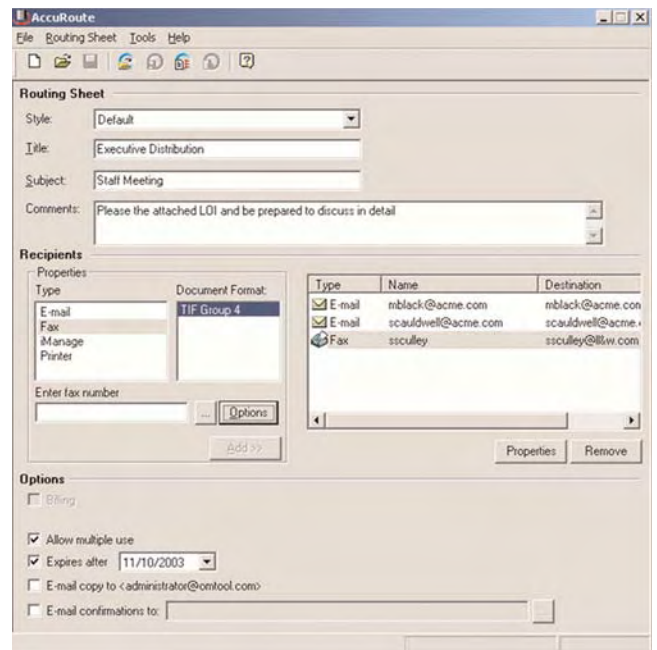 AccuRoute
File Routing Sheet Tools Help
Routing Sheet
Style: Default
Title: Executive Distribution
Subject: Staff Meeting
Comments: Please the attached LOI and be prepared to discuss in detail
Recipients
Properties
Type Document Format:
E-mail TIF Group 4
Fax
iManage
Printer
Enter fax number
... Options
Add >>
Type Name Destination
E-mail mblack@acme.com mblack@acme.com
E-mail scauldwell@acme.com scauldwell@acme.
Fax ssculley ssculley@ll&w.com
Properties Remove
Options
Billing
Allow multiple use
Expires after 11/10/2003
E-mail copy to <administrator@omtool.com>
E-mail confirmations to: ...